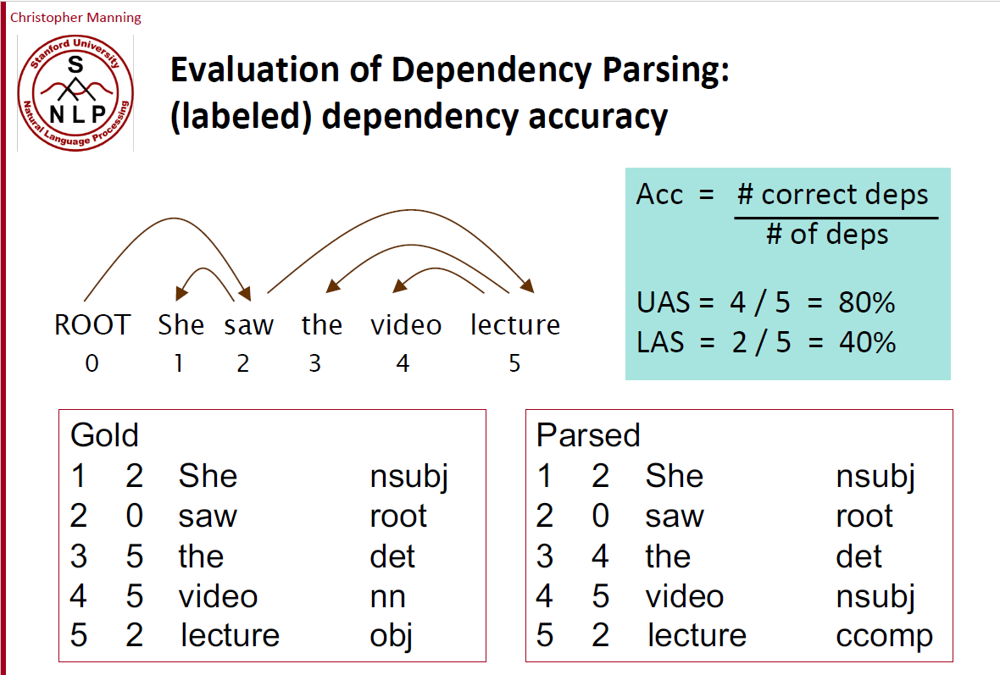 Christopher Manning
Stanford University
S
NLP
Natural Language Processing
Evaluation of Dependency Parsing:
(labeled) dependency accuracy
Acc = # correct deps
# of deps
UAS = 4 / 5 = 80%
LAS = 2 / 5 = 40%
ROOT She saw the video lecture
0 1 2 3 4 5
Gold
1 2 She nsubj
2 0 saw root
3 5 the det
4 5 video nn
5 2 lecture obj
Parsed
1 2 She nsubj
2 0 saw root
3 4 the det
4 5 video nsubj
5 2 lecture ccomp